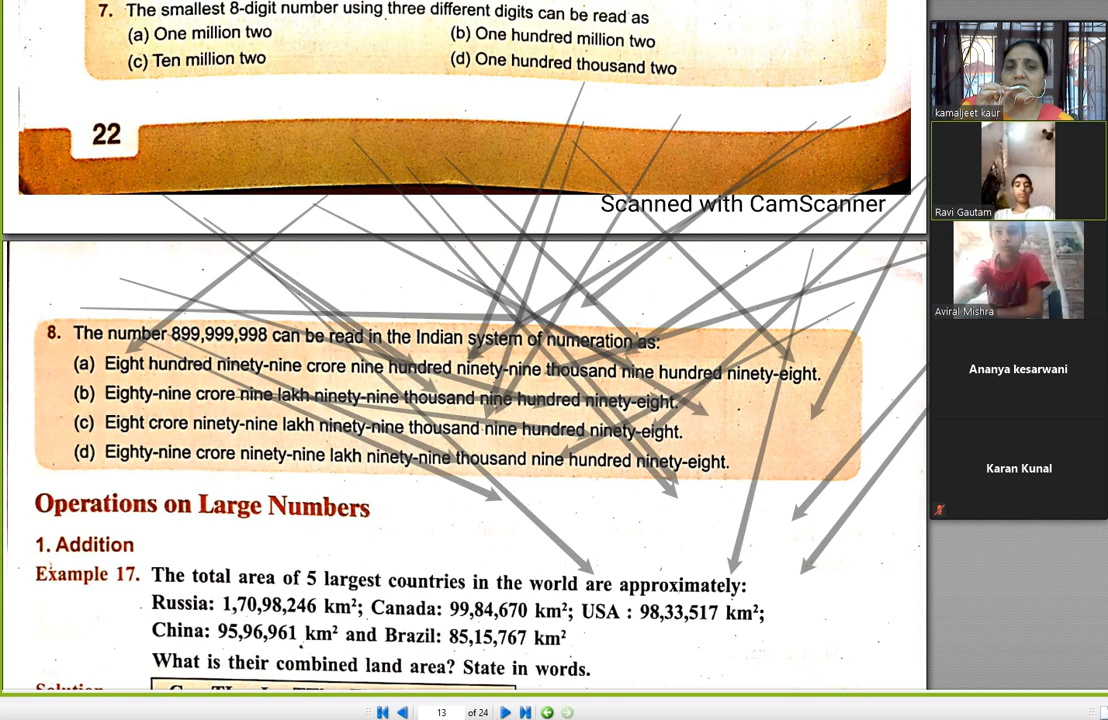 7. The smallest 8-digit number using three different digits can be read as
(a) One million two
(b) One hundred million two
(c) Ten million two
(d) One hundred thousand two
22
Scanned with CamScanner
8. The number 899,999,998 can be read in the Indian system of numeration as:
(a) Eight hundred ninety-nine crore nine hundred ninety-nine thousand nine hundred ninety-eight.
(b) Eighty-nine crore nine lakh ninety-nine thousand nine hundred ninety-eight.
(c) Eight crore ninety-nine lakh ninety-nine thousand nine hundred ninety-eight.
(d) Eighty-nine crore ninety-nine lakh ninety-nine thousand nine hundred ninety-eight.
Operations on Large Numbers
1. Addition
Example 17. The total area of 5 largest countries in the world are approximately:
Russia: 1,70,98,246 km²; Canada: 99,84,670 km²; USA : 98,33,517 km²;
China: 95,96,961 km² and Brazil: 85,15,767 km²
What is their combined land area? State in words.
kamaljeet kaur
Ravi Gautam
Aviral Mishra
Ananya kesarwani
Karan Kunal
13 of 24